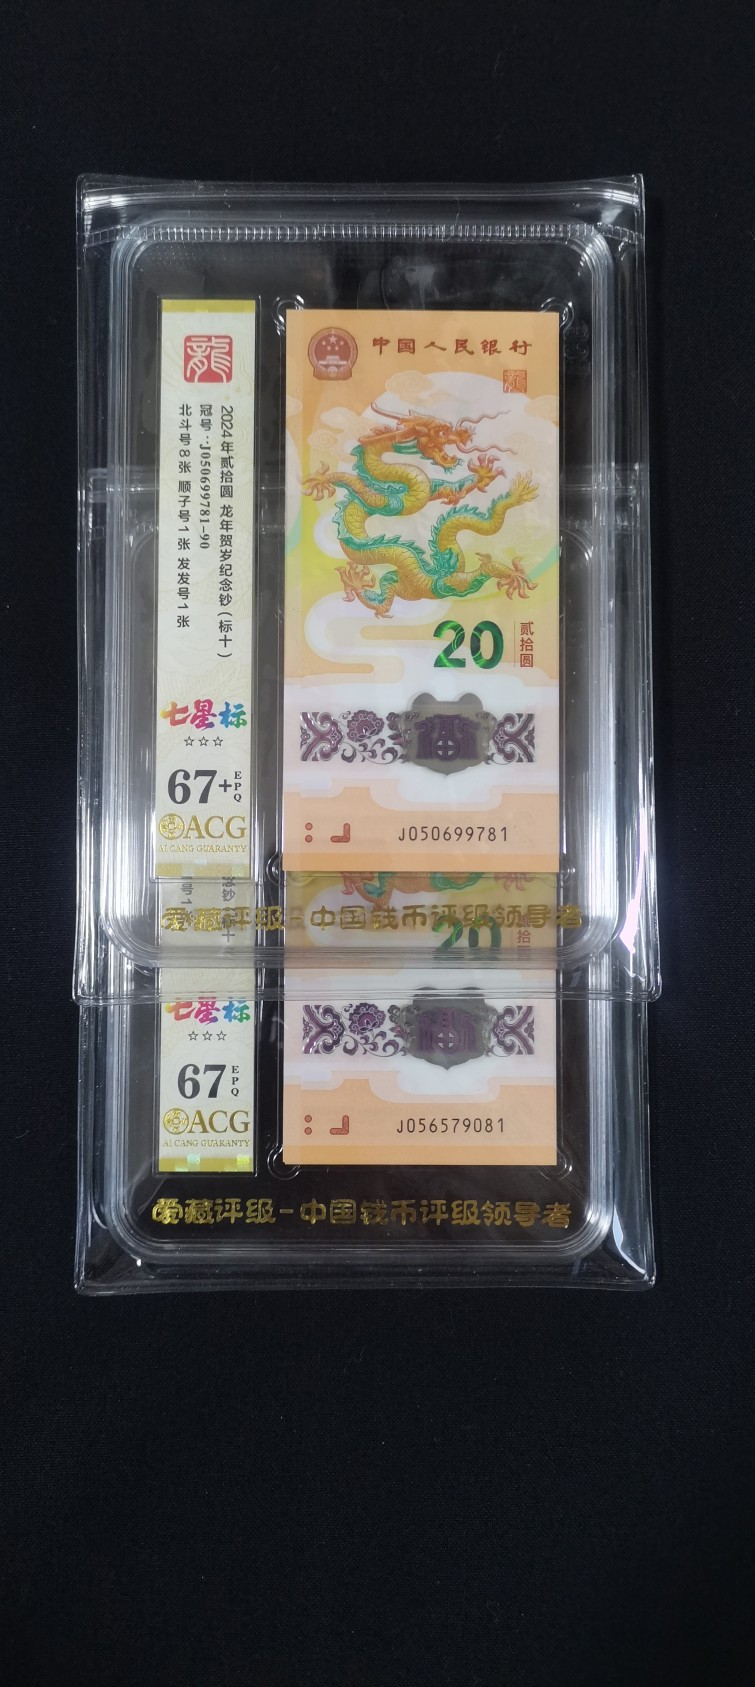 龍
2024年贰拾圆 龙年贺岁纪念钞(标十)
冠号:J050699781-90
北斗号8张 顺子号1张 发发号1张
七星标
☆☆☆
67+EPQ
ACG
AI CANG GUARANTY
中国人民银行
龍
20
贰拾圆
J050699781
爱藏评级-中国钱币评级领导者
七星标
☆☆☆
67EPQ
ACG
AI CANG GUARANTY
20
J056579081
爱藏评级-中国钱币评级领导者